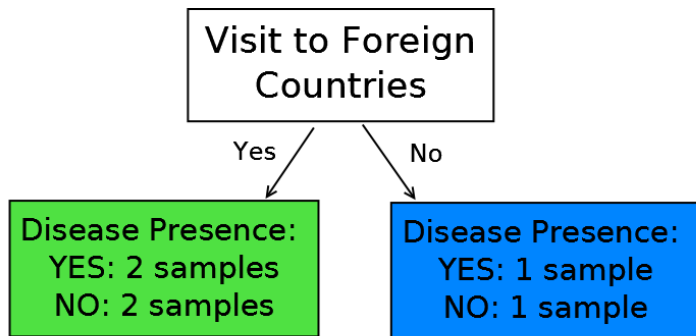 Visit to Foreign
Countries
Yes
No
Disease Presence:
YES: 2 samples
NO: 2 samples
Disease Presence:
YES: 1 sample
NO: 1 sample